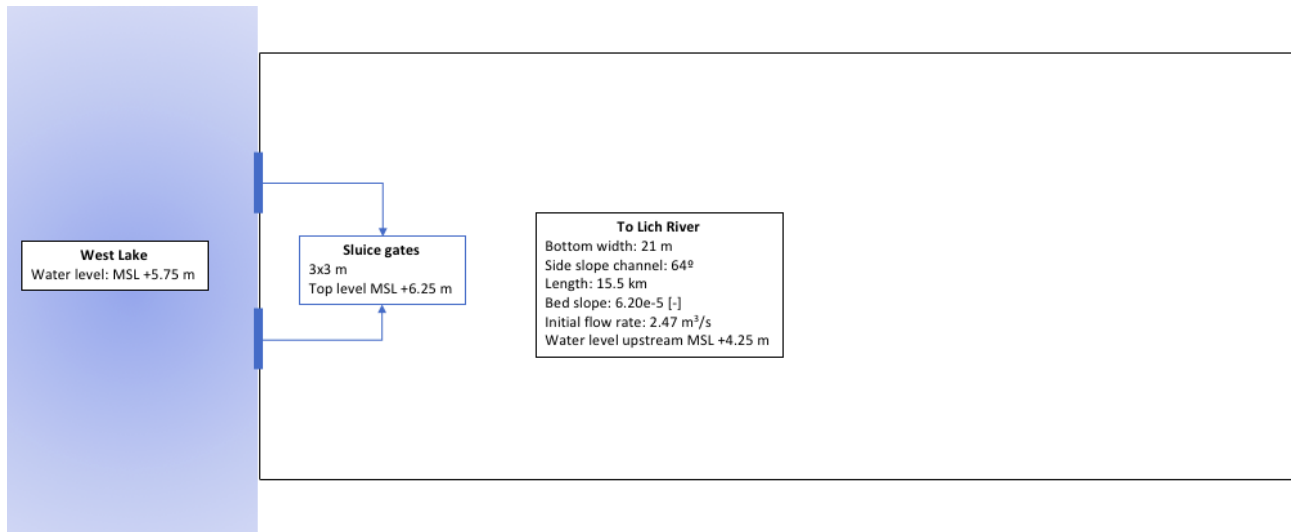 West Lake
Water level: MSL +5.75 m
Sluice gates
3x3 m
Top level MSL +6.25 m
To Lich River
Bottom width: 21 m
Side slope channel: 64º
Length: 15.5 km
Bed slope: 6.20e-5 [-]
Initial flow rate: 2.47 m³/s
Water level upstream MSL +4.25 m